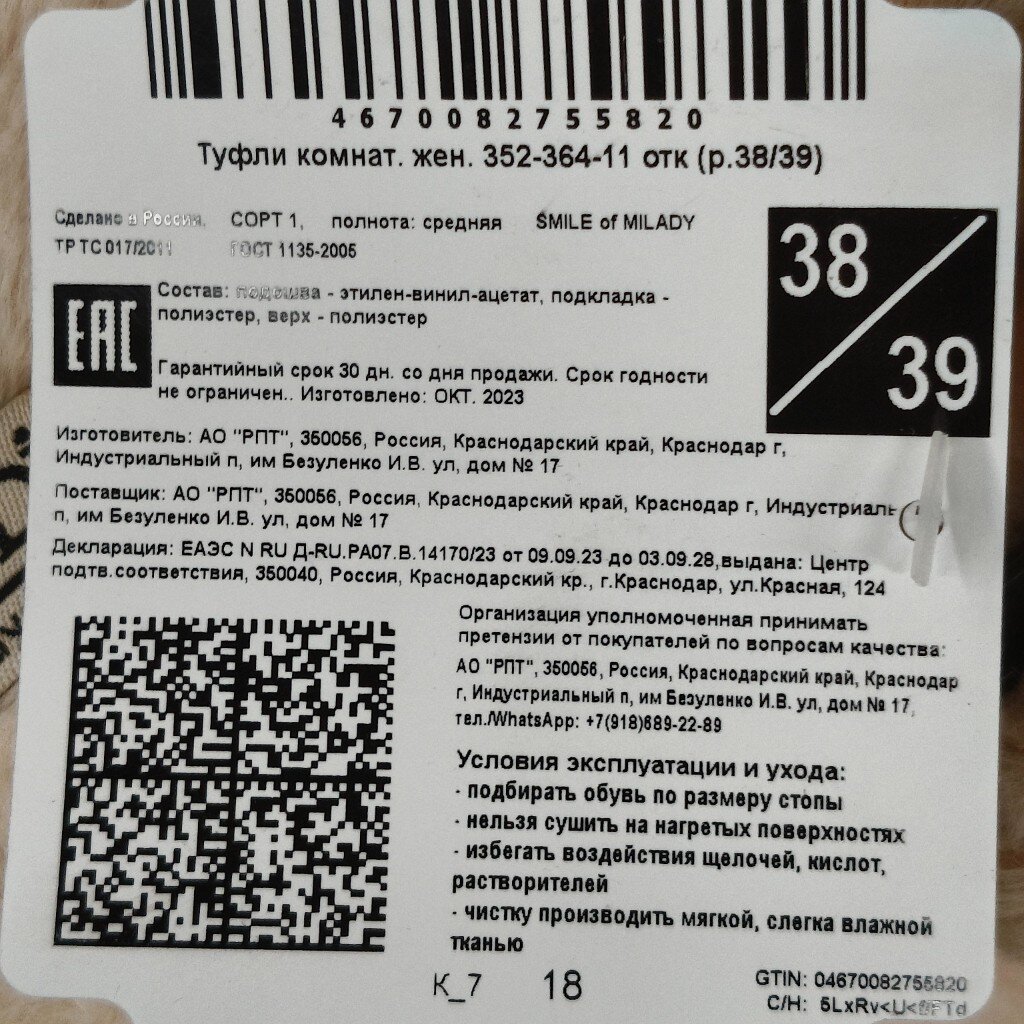 4670082755820
Туфли комнат. жен. 352-364-11 отк (р.38/39)
Сделано в России. СОРТ 1, полнота: средняя SMILE of MILADY
ТР ТС 017/2011 ГОСТ 1135-2005
38
39
EAC
Состав: подошва - этилен-винил-ацетат, подкладка -
полиэстер, верх - полиэстер
Гарантийный срок 30 дн. со дня продажи. Срок годности
не ограничен.. Изготовлено: ОКТ. 2023
Изготовитель: АО "РПТ", 350056, Россия, Краснодарский край, Краснодар г,
Индустриальный п, им Безуленко И.В. ул, дом № 17
Поставщик: АО "РПТ", 350056, Россия, Краснодарский край, Краснодар г,
п, им Безуленко И.В. ул, дом № 17
Декларация: ЕАЭС N RU Д-RU.РА07.В.14170/23 от 09.09.23 до 03.09.28,выдана: Центр
подтв.соответствия, 350040, Россия, Краснодарский кр., г.Краснодар, ул.Красная, 124
Организация уполномоченная принимать
претензии от покупателей по вопросам качества:
АО "РПТ", 350056, Россия, Краснодарский край, Краснодар
г, Индустриальный п, им Безуленко И.В. ул, дом № 17,
тел./WhatsApp: +7(918)689-22-89
Условия эксплуатации и ухода:
· подбирать обувь по размеру стопы
· нельзя сушить на нагретых поверхностях
· избегать воздействия щелочей, кислот,
растворителей
· чистку производить мягкой, слегка влажной
тканью
К_7 18
GTIN: 04670082755820
С/Н: